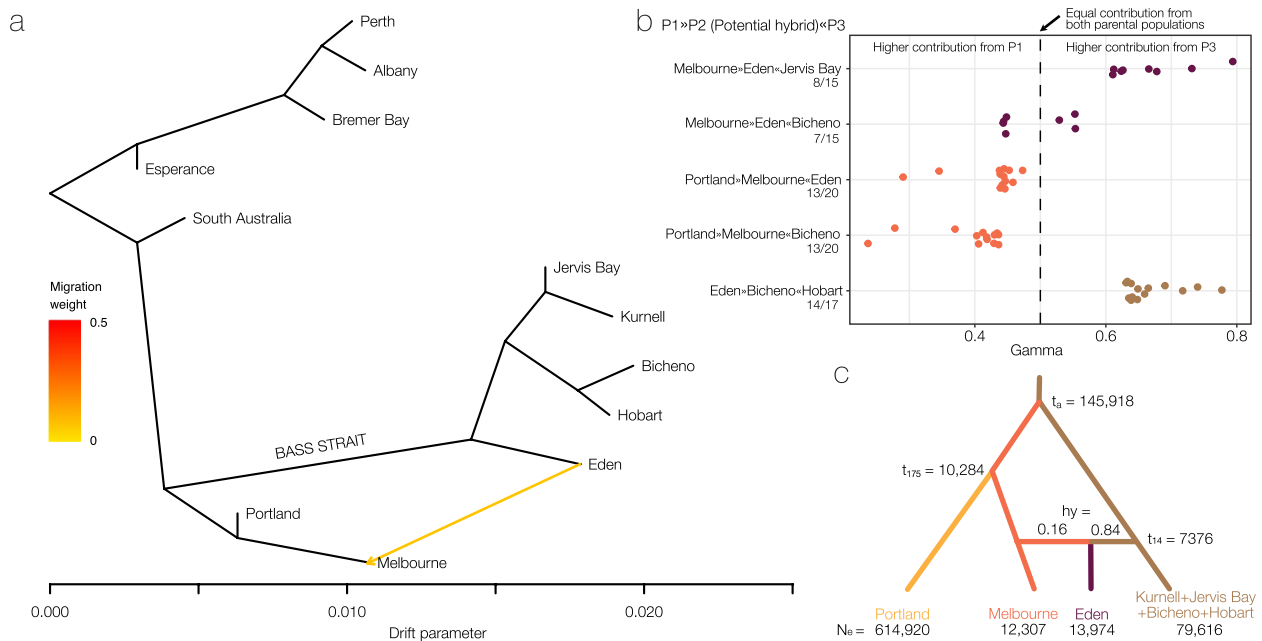 a
Perth
Albany
Bremer Bay
Esperance
South Australia
Migration
weight
0.5
0
Jervis Bay
Kurnell
Bicheno
Hobart
BASS STRAIT
Eden
Portland
Melbourne
0.000
0.010
0.020
Drift parameter
b
P1»P2 (Potential hybrid)«P3
Equal contribution from
both parental populations
Higher contribution from P1
Higher contribution from P3
Melbourne»Eden«Jervis Bay
8/15
Melbourne»Eden«Bicheno
7/15
Portland»Melbourne«Eden
13/20
Portland»Melbourne«Bicheno
13/20
Eden»Bicheno«Hobart
14/17
0.4
0.6
0.8
Gamma
C
ta = 145,918
t175 = 10,284
hy =
0.16
0.84
t14 = 7376
Portland
Melbourne
Eden
Kurnell+Jervis Bay
+Bicheno+Hobart
Ne = 614,920
12,307
13,974
79,616